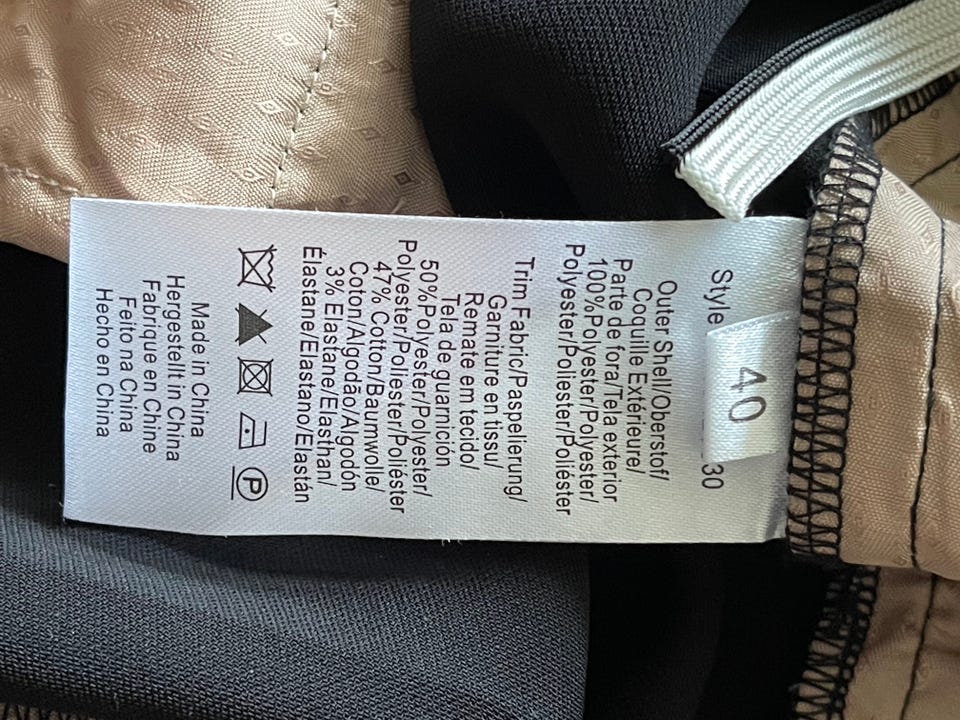 40
Style
30
Outer Shell/Oberstof/
Coquille Extérieure/
Parte de fora/Tela exterior
100%Polyester/Polyester/
Polyester/Poliester/Poliéster
Trim Fabric/Paspelierung/
Garniture en tissu/
Remate em tecido/
Tela de guarnición
50%Polyester/Polyester/
Polyester/Poliester/Poliéster
47% Cotton/Baumwolle/
Coton/Algodão/Algodón
3% Elastane/Elasthan/
Élastane/Elastano/Elastán
P
Made in China
Hergestellt in China
Fabrique en Chine
Feito na China
Hecho en China